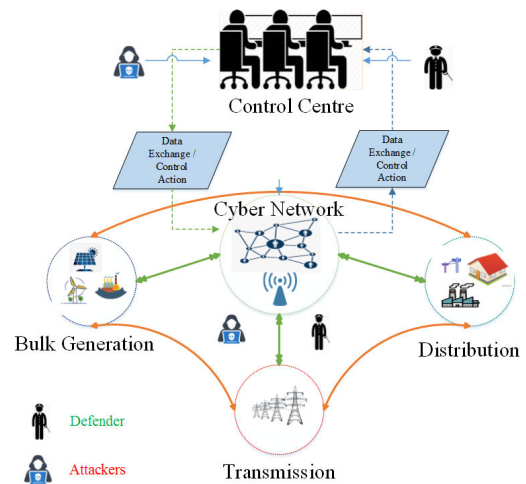 Control Centre
Data
Exchange /
Control
Action
Data
Exchange /
Control
Action
Cyber Network
Bulk Generation
Distribution
Transmission
Defender
Attackers